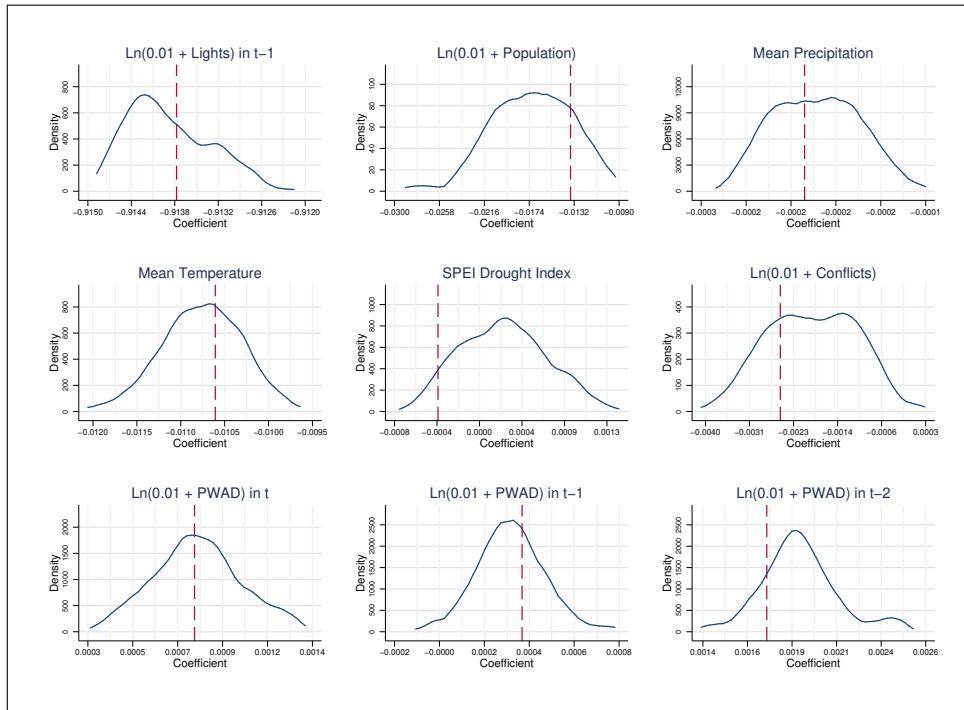 Ln(0.01 + Lights) in t−1
Density
0 200 400 600 800
−0.9150 −0.9144 −0.9138 −0.9132 −0.9126 −0.9120
Coefficient
Ln(0.01 + Population)
Density
0 20 40 60 80 100
−0.0300 −0.0258 −0.0216 −0.0174 −0.0132 −0.0090
Coefficient
Mean Precipitation
Density
0 3000 6000 9000 12000
−0.0003 −0.0002 −0.0002 −0.0002 −0.0002 −0.0001
Coefficient
Mean Temperature
Density
0 200 400 600 800
−0.0120 −0.0115 −0.0110 −0.0105 −0.0100 −0.0095
Coefficient
SPEI Drought Index
Density
0 200 400 600 800 1000
−0.0008 −0.0004 0.0000 0.0004 0.0009 0.0013
Coefficient
Ln(0.01 + Conflicts)
Density
0 100 200 300 400
−0.0040 −0.0031 −0.0023 −0.0014 −0.0006 0.0003
Coefficient
Ln(0.01 + PWAD) in t
Density
0 500 1000 1500 2000
0.0003 0.0005 0.0007 0.0009 0.0012 0.0014
Coefficient
Ln(0.01 + PWAD) in t−1
Density
0 500 1000 1500 2000 2500
−0.0002 −0.0000 0.0002 0.0004 0.0006 0.0008
Coefficient
Ln(0.01 + PWAD) in t−2
Density
0 500 1000 1500 2000 2500
0.0014 0.0016 0.0019 0.0021 0.0024 0.0026
Coefficient